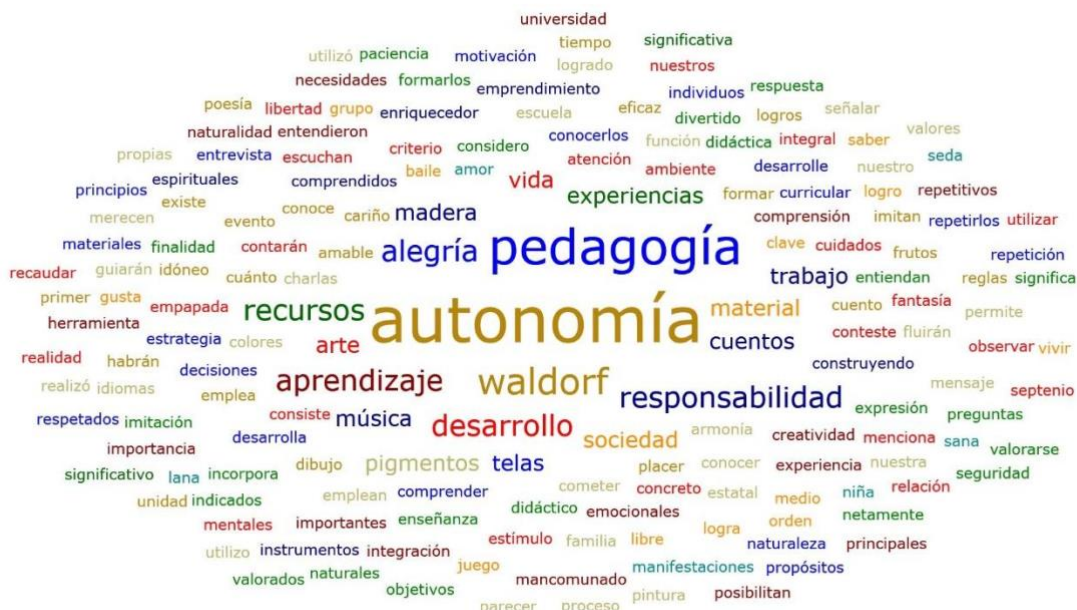 universidad
utilizó paciencia motivación tiempo significativa
logrado nuestros
necesidades formarlos emprendimiento individuos respuesta
poesía libertad grupo enriquecedor escuela eficaz divertido logros señalar
naturalidad entendieron criterio considero conocerlos función didáctica integral saber valores
propias entrevista escuchan baile amor atención ambiente desarrolle nuestro seda
principios espirituales comprendidos vida experiencias formar curricular logro repetitivos
existe conoce cariño madera comprensión imitan repetirlos utilizar
merecen evento
materiales finalidad contarán amable alegría pedagogía clave cuidados frutos repetición
recaudar guiarán idóneo cuánto charlas trabajo entiendan reglas significa
primer gusta empapada recursos autonomía material cuento fantasía permite
herramienta estrategia colores arte cuentos conteste fluirán observar vivir
realidad habrán decisiones construyendo
realizó idiomas emplea aprendizaje waldorf responsabilidad mensaje septenio
respetados imitación consiste música desarrollo expresión preguntas
importancia desarrolla sociedad armonía creatividad menciona sana valorarse
significativo lana incorpora dibujo pigmentos telas placer conocer experiencia nuestra seguridad
unidad indicados emplean comprender cometer concreto estatal medio niña relación
mentales importantes enseñanza didáctico emocionales logra orden netamente
utilizo instrumentos integración estímulo familia libre naturaleza principales
valorados naturales juego manifestaciones propósitos
objetivos mancomunado pintura posibilitan
parecer proceso